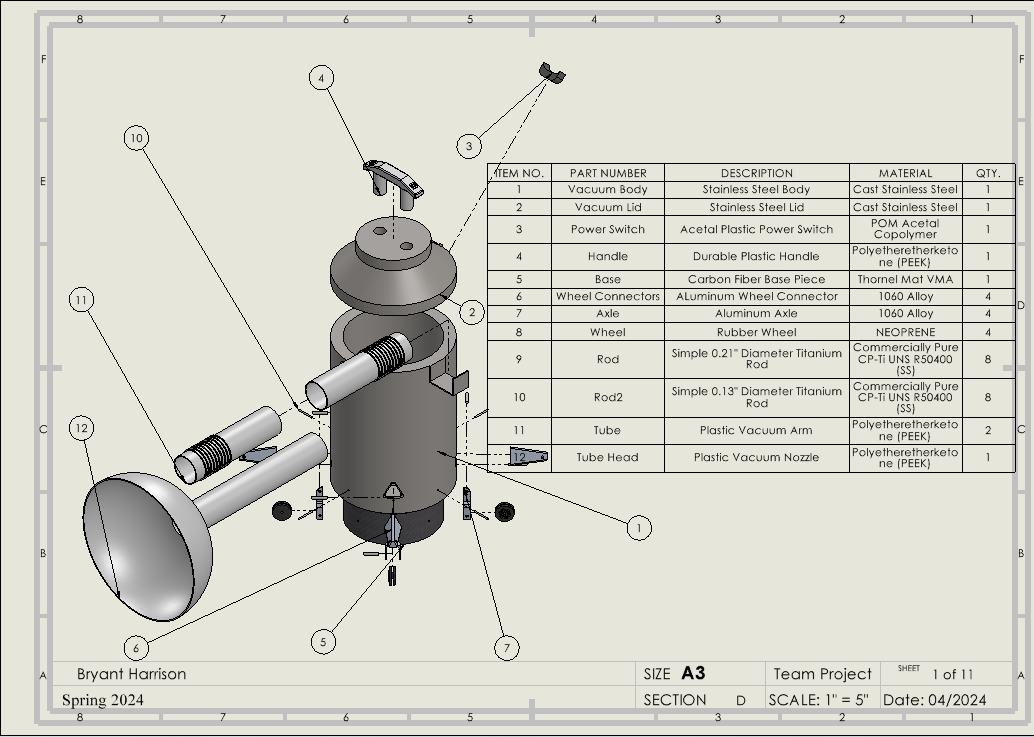 8 7 6 5 4 3 2 1
F F
4
3
10
E E
ITEM NO. PART NUMBER DESCRIPTION MATERIAL QTY.
1 Vacuum Body Stainless Steel Body Cast Stainless Steel 1
2 Vacuum Lid Stainless Steel Lid Cast Stainless Steel 1
3 Power Switch Acetal Plastic Power Switch POM Acetal
Copolymer 1
4 Handle Durable Plastic Handle Polyetheretherketo
ne (PEEK) 1
5 Base Carbon Fiber Base Piece Thornel Mat VMA 1
6 Wheel Connectors ALuminum Wheel Connector 1060 Alloy 4
7 Axle Aluminum Axle 1060 Alloy 4
8 Wheel Rubber Wheel NEOPRENE 4
9 Rod Simple 0.21" Diameter Titanium
Rod Commercially Pure
CP-Ti UNS R50400
(SS) 8
10 Rod2 Simple 0.13" Diameter Titanium
Rod Commercially Pure
CP-Ti UNS R50400
(SS) 8
11 Tube Plastic Vacuum Arm Polyetheretherketo
ne (PEEK) 2
12 Tube Head Plastic Vacuum Nozzle Polyetheretherketo
ne (PEEK) 1
11
2
D
12
C C
1
B B
6
5
7
A A
Bryant Harrison
SIZE A3 Team Project SHEET 1 of 11
Spring 2024
SECTION D SCALE: 1" = 5" Date: 04/2024
8 7 6 5 3 2 1